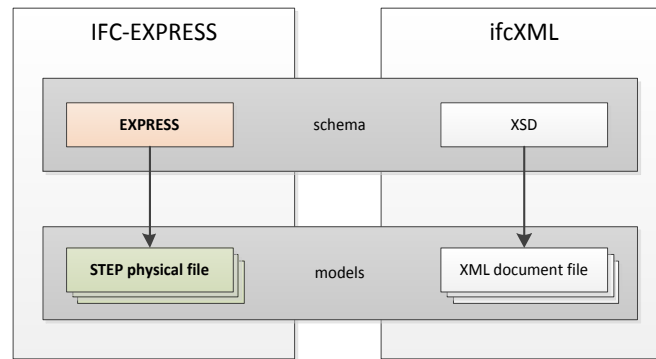 IFC-EXPRESS
ifcXML
EXPRESS
schema
XSD
STEP physical file
models
XML document file